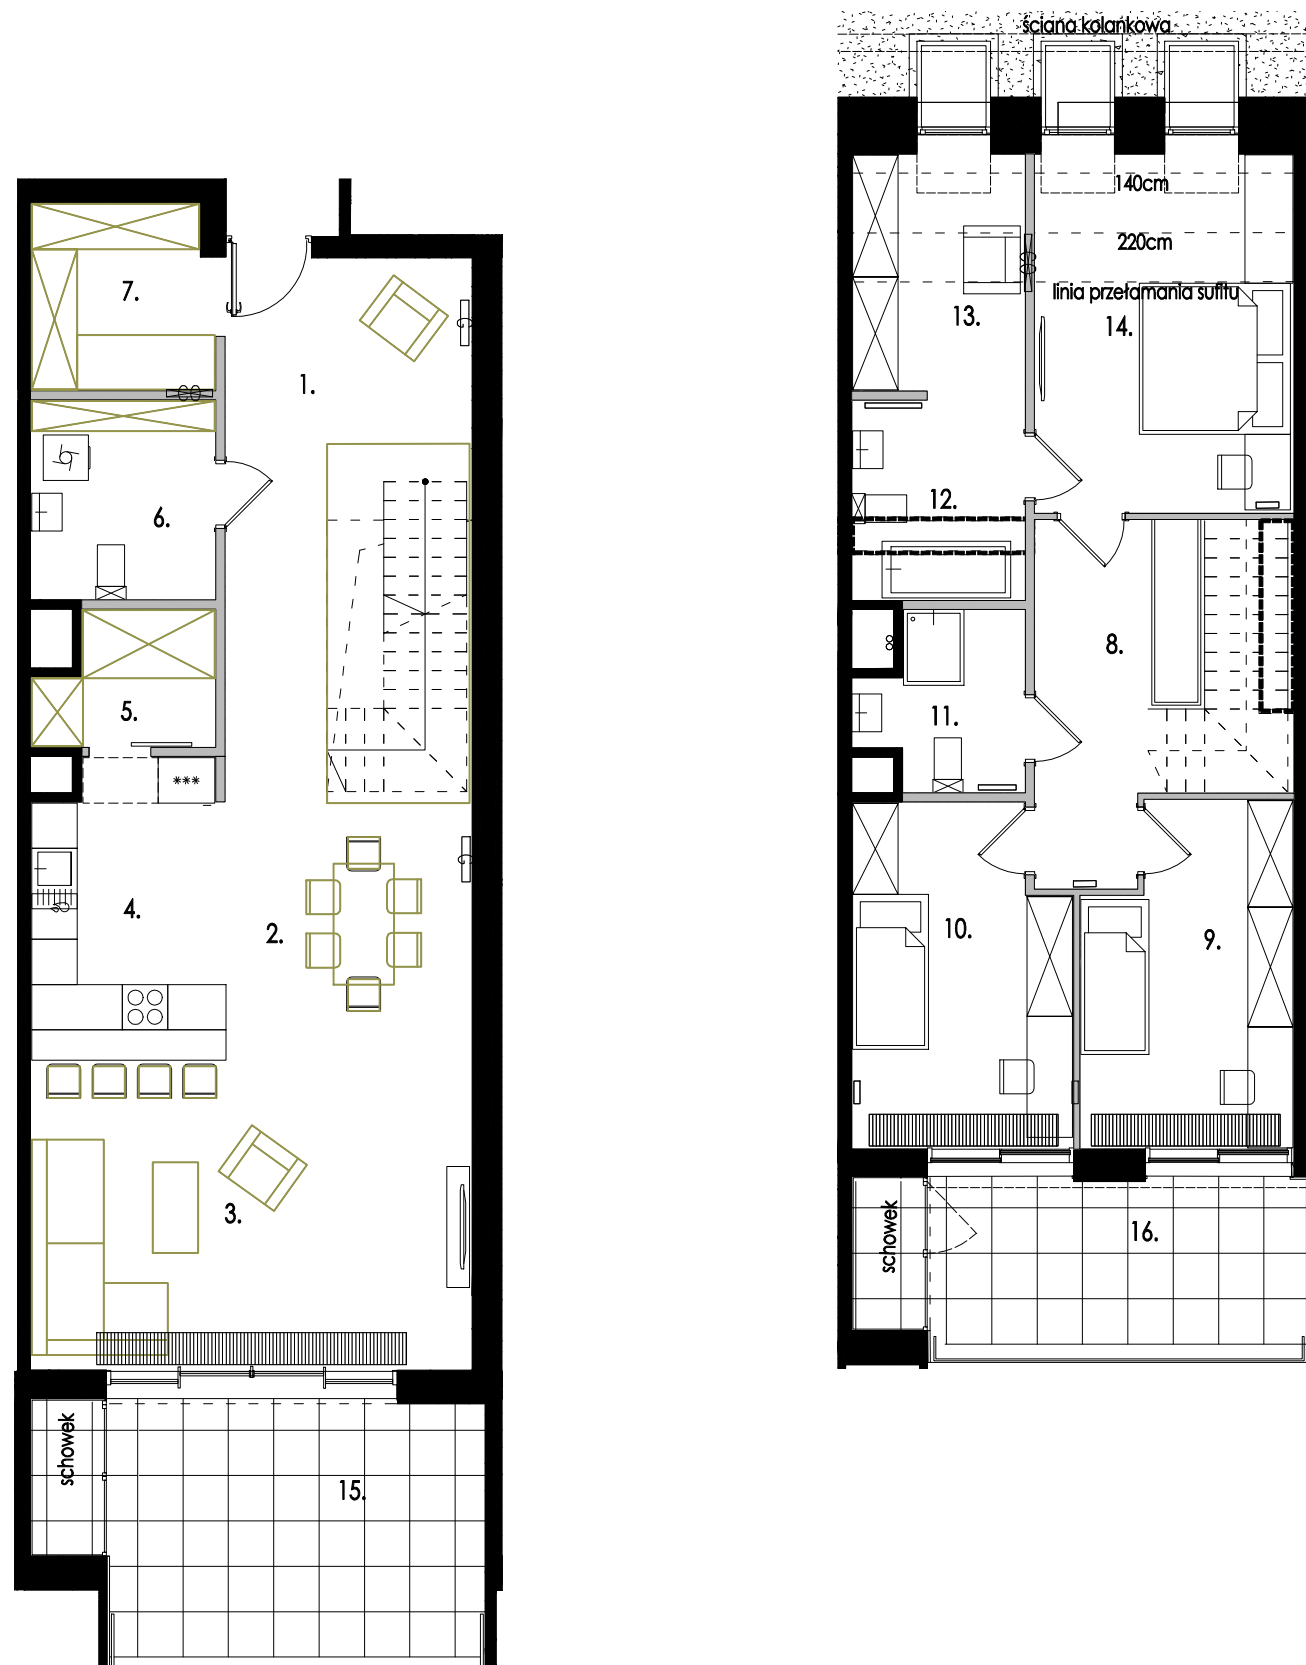 7.
1.
6.
5.
***
4.
2.
3.
schowek
15.
ściana kolankowa
140cm
220cm
linia przełamania sufitu
13.
14.
12.
8.
11.
10.
9.
schowek
16.